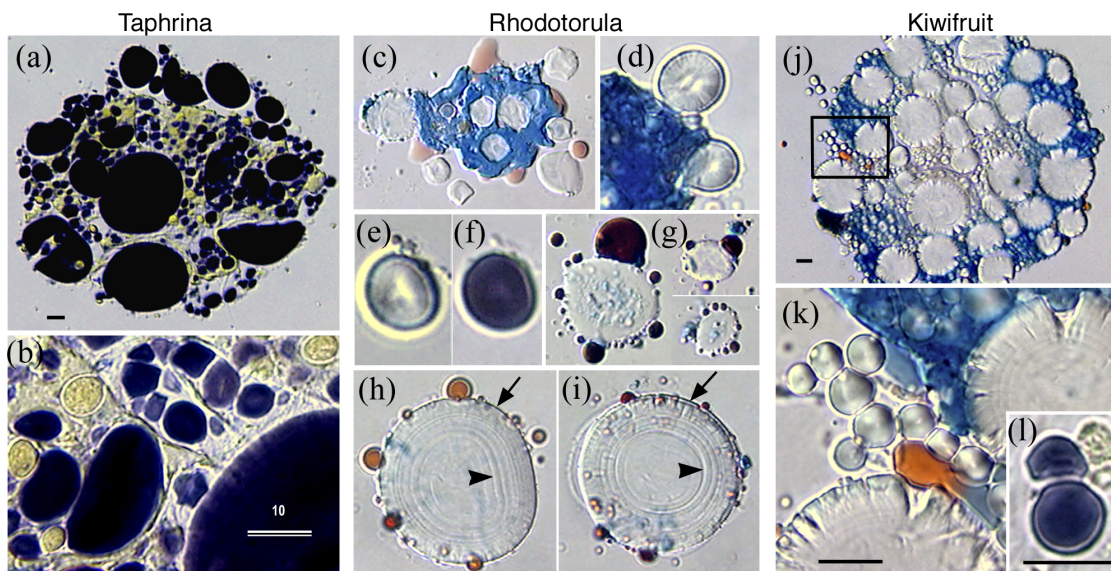 Taphrina
Rhodotorula
Kiwifruit
(a)
(b)
10
(c)
(d)
(e)
(f)
(g)
(h)
(i)
(j)
(k)
(l)